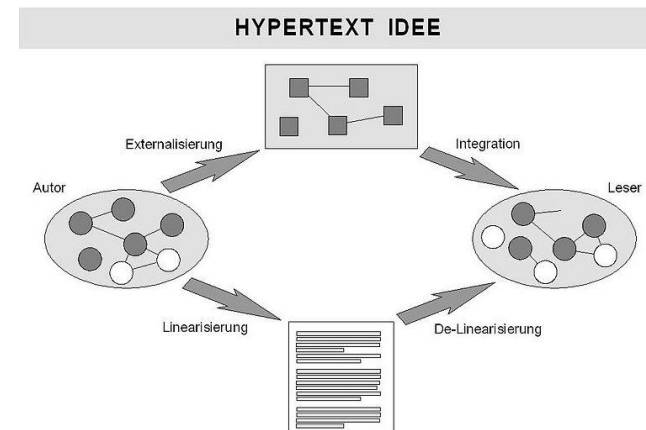 HYPERTEXT IDEE
Externalisierung
Integration
Autor
Leser
Linearisierung
De-Linearisierung